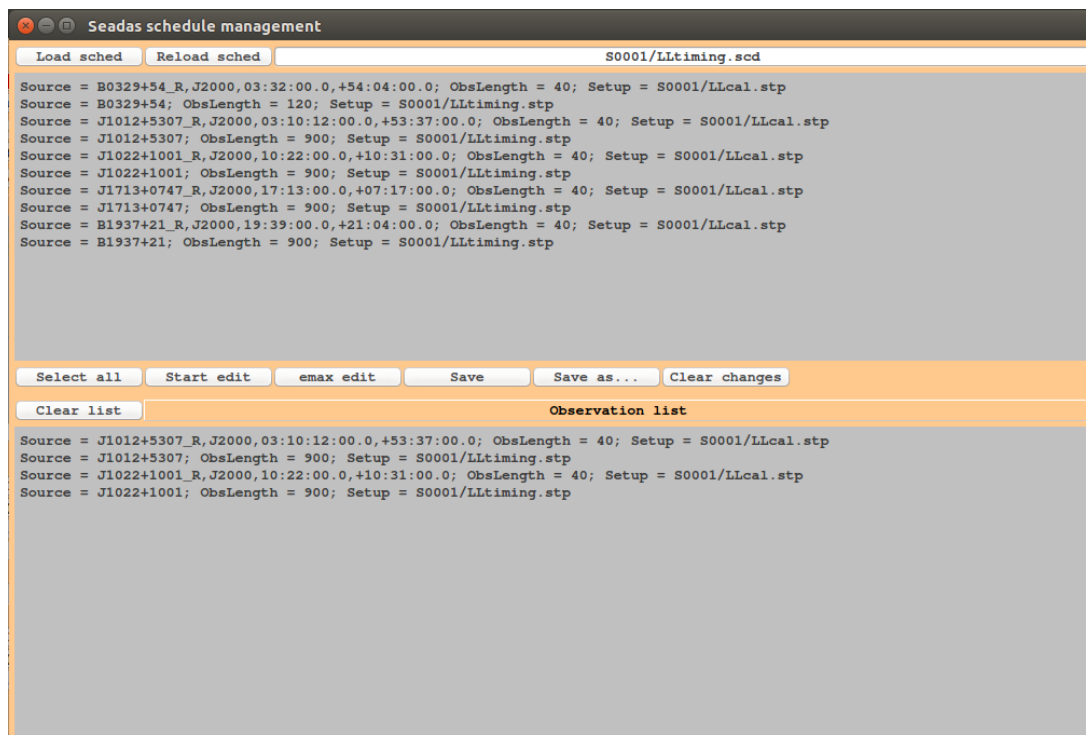 Seadas schedule management
Load sched Reload sched S0001/LLtiming.scd
Source = B0329+54_R,J2000,03:32:00.0,+54:04:00.0; ObsLength = 40; Setup = S0001/LLcal.stp
Source = B0329+54; ObsLength = 120; Setup = S0001/LLtiming.stp
Source = J1012+5307_R,J2000,03:10:12:00.0,+53:37:00.0; ObsLength = 40; Setup = S0001/LLcal.stp
Source = J1012+5307; ObsLength = 900; Setup = S0001/LLtiming.stp
Source = J1022+1001_R,J2000,10:22:00.0,+10:31:00.0; ObsLength = 40; Setup = S0001/LLcal.stp
Source = J1022+1001; ObsLength = 900; Setup = S0001/LLtiming.stp
Source = J1713+0747_R,J2000,17:13:00.0,+07:17:00.0; ObsLength = 40; Setup = S0001/LLcal.stp
Source = J1713+0747; ObsLength = 900; Setup = S0001/LLtiming.stp
Source = B1937+21_R,J2000,19:39:00.0,+21:04:00.0; ObsLength = 40; Setup = S0001/LLcal.stp
Source = B1937+21; ObsLength = 900; Setup = S0001/LLtiming.stp
Select all Start edit emax edit Save Save as... Clear changes
Clear list Observation list
Source = J1012+5307_R,J2000,03:10:12:00.0,+53:37:00.0; ObsLength = 40; Setup = S0001/LLcal.stp
Source = J1012+5307; ObsLength = 900; Setup = S0001/LLtiming.stp
Source = J1022+1001_R,J2000,10:22:00.0,+10:31:00.0; ObsLength = 40; Setup = S0001/LLcal.stp
Source = J1022+1001; ObsLength = 900; Setup = S0001/LLtiming.stp